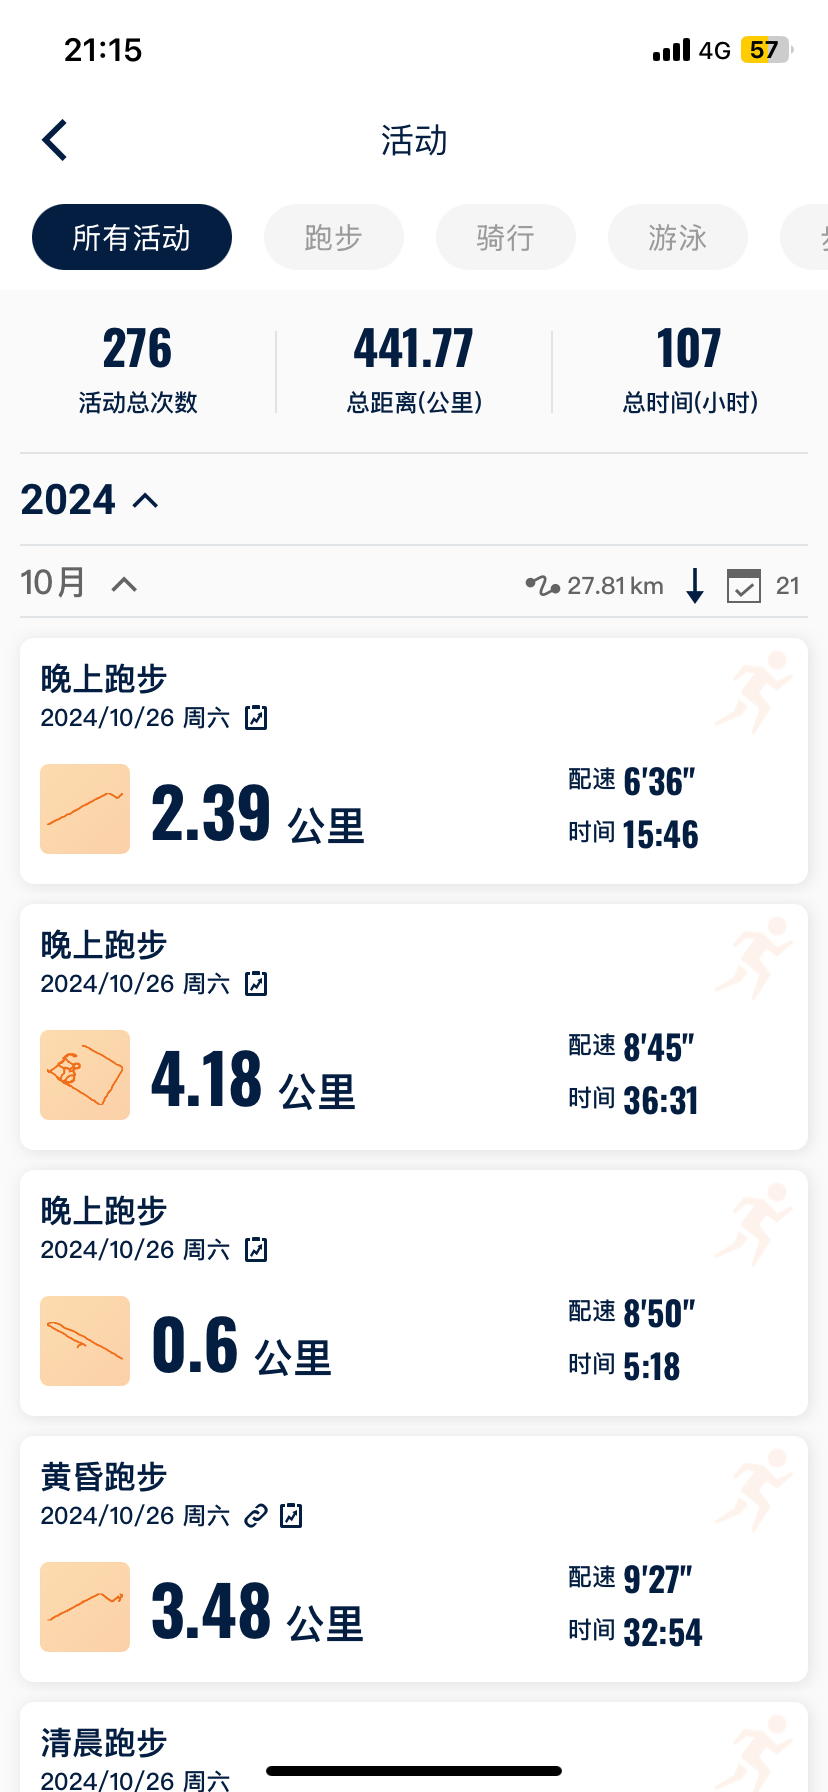 21:15 4G 57
活动
所有活动 跑步 骑行 游泳
276 441.77 107
活动总次数 总距离(公里) 总时间(小时)
2024
10月 27.81 km 21
晚上跑步
2024/10/26 周六
2.39 公里
配速 6'36"
时间 15:46
晚上跑步
2024/10/26 周六
4.18 公里
配速 8'45"
时间 36:31
晚上跑步
2024/10/26 周六
0.6 公里
配速 8'50"
时间 5:18
黄昏跑步
2024/10/26 周六
3.48 公里
配速 9'27"
时间 32:54
清晨跑步
2024/10/26 周六